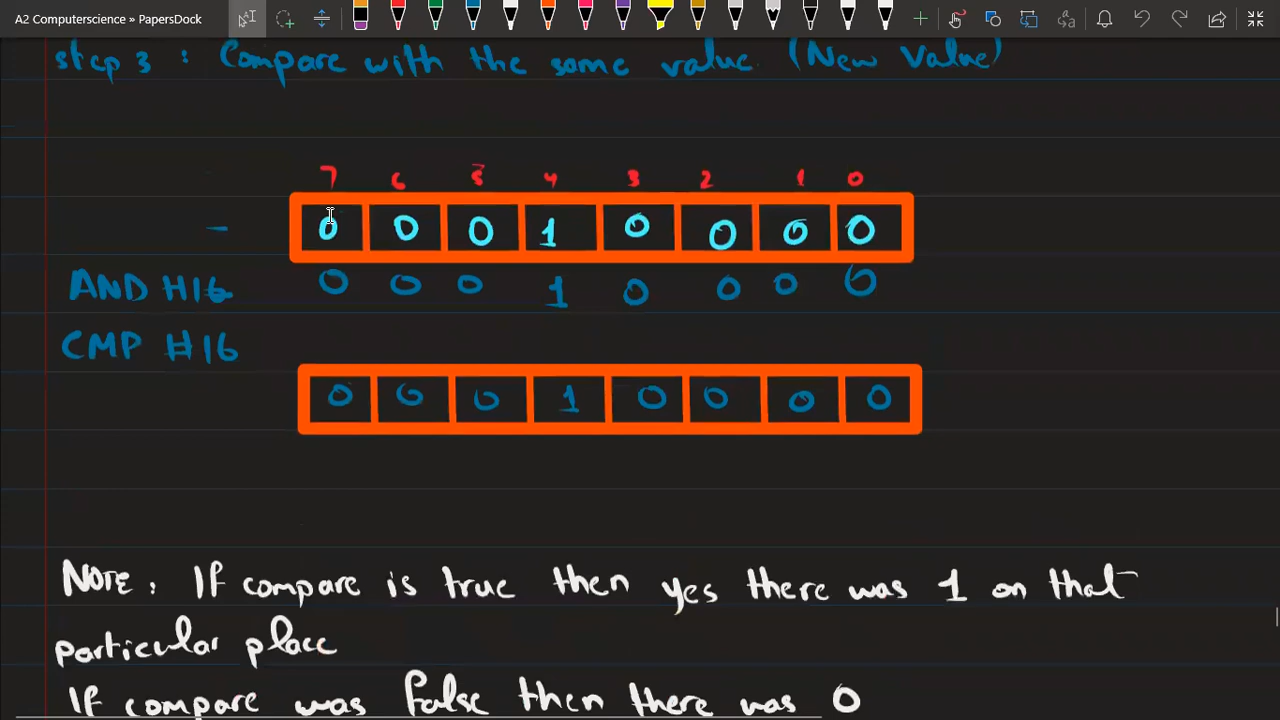 A2 Computerscience » PapersDock
step 3 : Compare with the same value (New Value)
7 6 5 4 3 2 1 0
- 0 0 0 1 0 0 0 0
AND H16 0 0 0 1 0 0 0 0
CMP #16
0 0 0 1 0 0 0 0
Note: If compare is true then yes there was 1 on that
particular place
If compare was false then there was 0